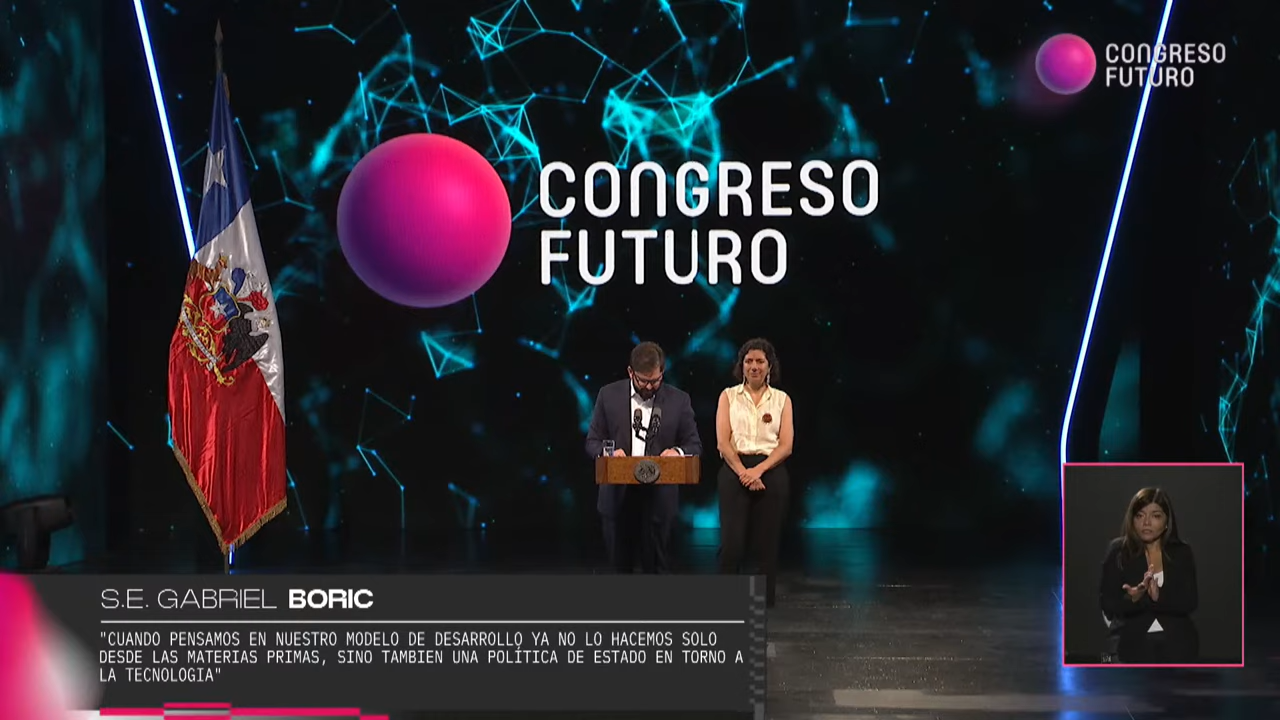 CONGRESO
FUTURO
CONGRESO
FUTURO
S.E. GABRIEL BORIC
"CUANDO PENSAMOS EN NUESTRO MODELO DE DESARROLLO YA NO LO HACEMOS SOLO
DESDE LAS MATERIAS PRIMAS, SINO TAMBIEN UNA POLÍTICA DE ESTADO EN TORNO A
LA TECNOLOGIA"